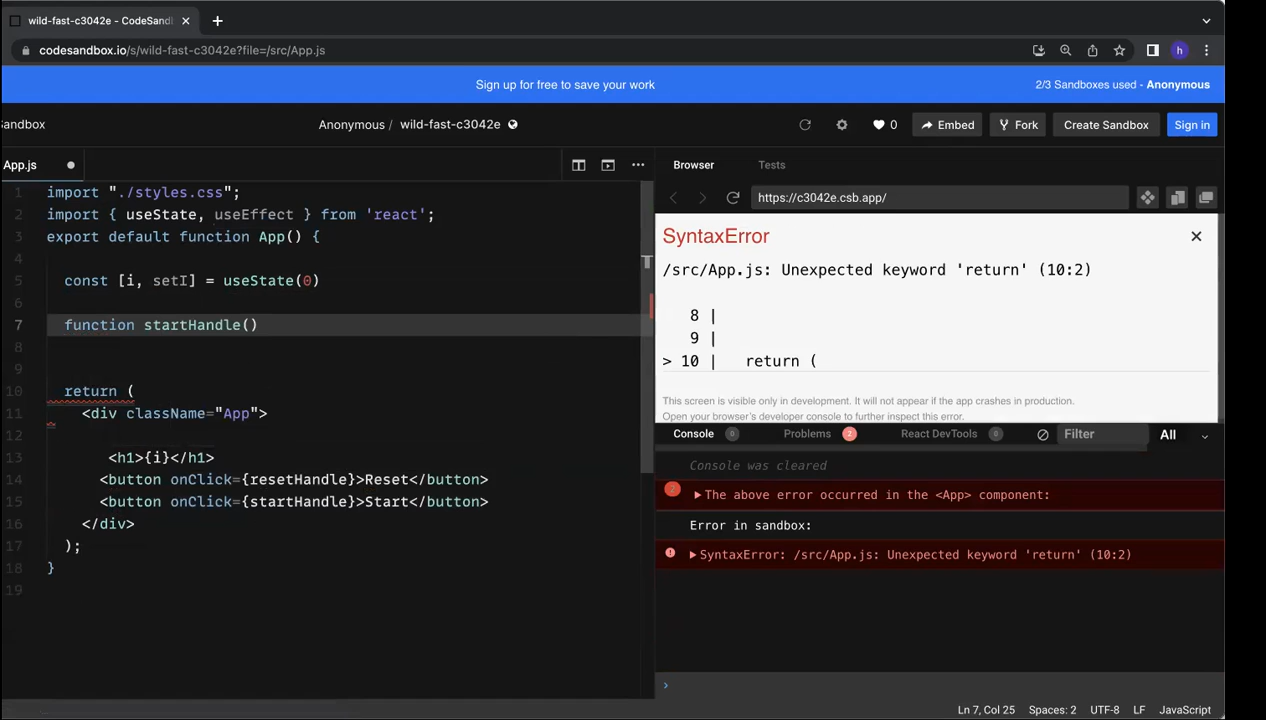 wild-fast-c3042e - CodeSandb
codesandbox.io/s/wild-fast-c3042e?file=/src/App.js
h
Sign up for free to save your work
2/3 Sandboxes used - Anonymous
andbox
Anonymous / wild-fast-c3042e
0
Embed
Fork
Create Sandbox
Sign in
App.js
Browser
Tests
https://c3042e.csb.app/
1 import "./styles.css";
2 import { useState, useEffect } from 'react';
3 export default function App() {
4
5 const [i, setI] = useState(0)
6
7 function startHandle()
8
9
10 return (
11 <div className="App">
12
13 <h1>{i}</h1>
14 <button onClick={resetHandle}>Reset</button>
15 <button onClick={startHandle}>Start</button>
16 </div>
17 );
18 }
19
SyntaxError
/src/App.js: Unexpected keyword 'return' (10:2)
8 |
9 |
> 10 | return (
This screen is visible only in development. It will not appear if the app crashes in production.
Open your browser's developer console to further inspect this error.
Console 0
Problems 2
React DevTools 0
Filter
All
Console was cleared
2 The above error occurred in the <App> component:
Error in sandbox:
SyntaxError: /src/App.js: Unexpected keyword 'return' (10:2)
Ln 7, Col 25
Spaces: 2
UTF-8
LF
JavaScript